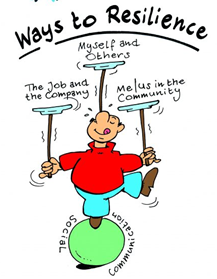 Ways to Resilience
Myself and
Others
The Job and
the Company
Me/us in the
Community
Social
Communication